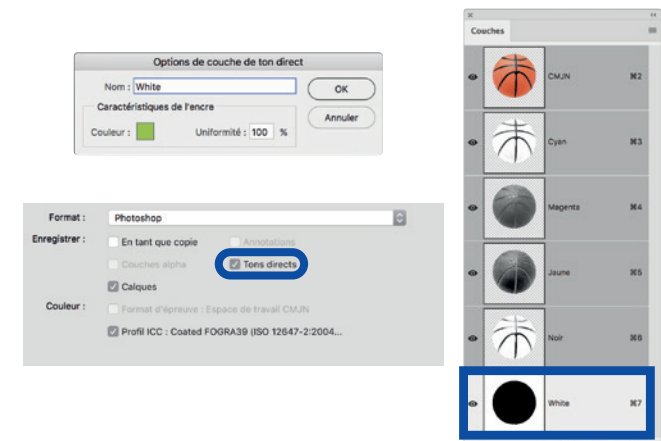 Options de couche de ton direct
Nom : White
OK
Caractéristiques de l'encre
Annuler
Couleur :
Uniformité : 100 %
Format : Photoshop
Enregistrer : En tant que copie Annotations
Couches alpha Tons directs
Calques
Couleur : Format d'épreuve : Espace de travail CMJN
Profil ICC : Coated FOGRA39 (ISO 12647-2:2004...
Couches
CMJN ⌘2
Cyan ⌘3
Magenta ⌘4
Jaune ⌘5
Noir ⌘6
White ⌘7